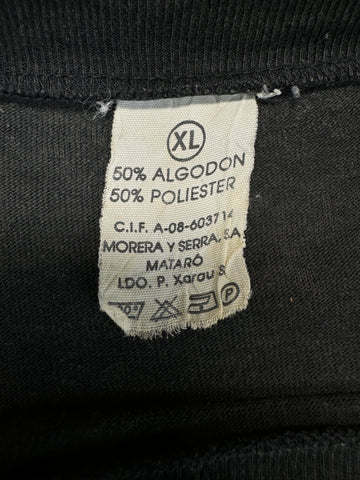 XL
50% ALGODON
50% POLIESTER
C.I.F. A-08-603714
MORERA Y SERRA, S.A
MATARÓ
LDO. P. Xarau S.
P